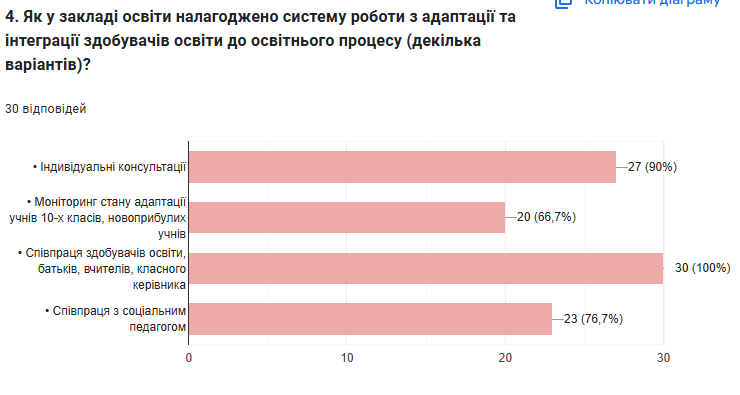 Копіювати діаграму
4. Як у закладі освіти налагоджено систему роботи з адаптації та
інтеграції здобувачів освіти до освітнього процесу (декілька
варіантів)?
30 відповідей
• Індивідуальні консультації
27 (90%)
• Моніторинг стану адаптації
учнів 10-х класів, новоприбулих
учнів
20 (66,7%)
• Співпраця здобувачів освіти,
батьків, вчителів, класного
керівника
30 (100%)
• Співпраця з соціальним
педагогом
23 (76,7%)
0 10 20 30